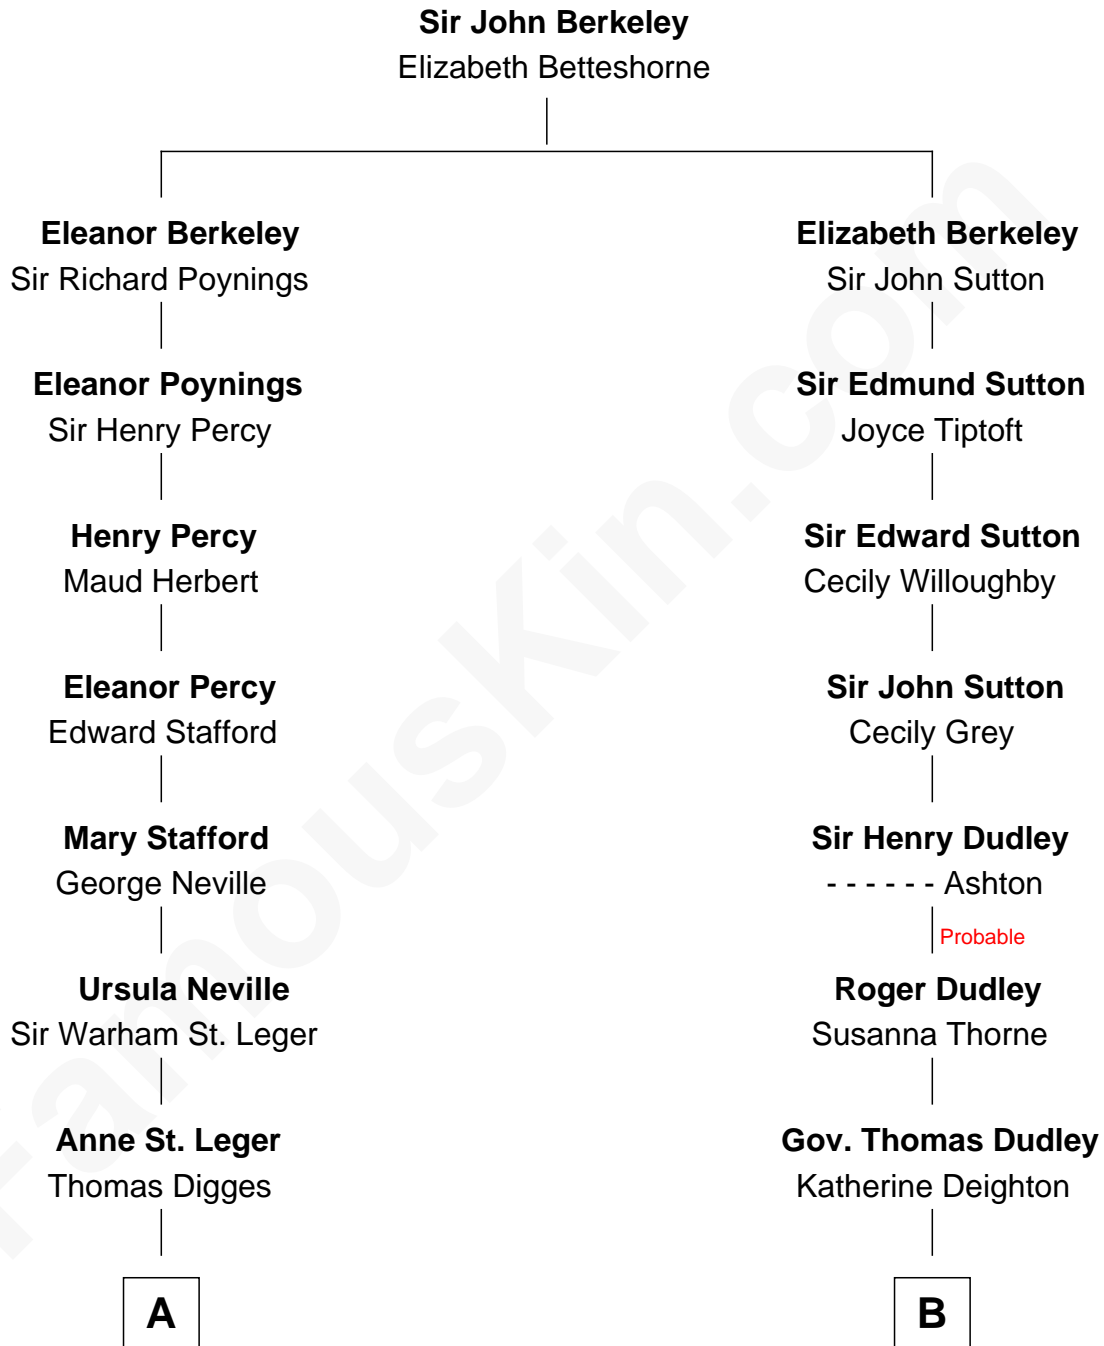 Sir John Berkeley
Elizabeth Betteshorne
Eleanor Berkeley
Sir Richard Poynings
Eleanor Poynings
Sir Henry Percy
Henry Percy
Maud Herbert
Eleanor Percy
Edward Stafford
Mary Stafford
George Neville
Ursula Neville
Sir Warham St. Leger
Anne St. Leger
Thomas Digges
A
Elizabeth Berkeley
Sir John Sutton
Sir Edmund Sutton
Joyce Tiptoft
Sir Edward Sutton
Cecily Willoughby
Sir John Sutton
Cecily Grey
Sir Henry Dudley
- - - - - - Ashton
Probable
Roger Dudley
Susanna Thorne
Gov. Thomas Dudley
Katherine Deighton
B
FamousKin.com